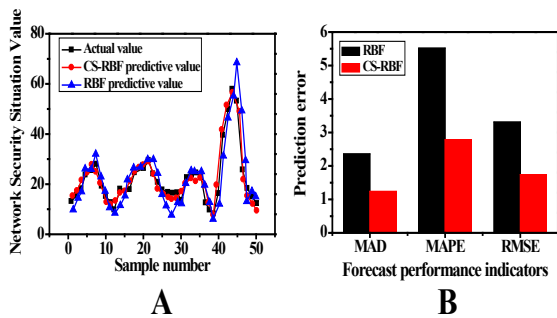 Network Security Situation Value
80
60
40
20
0
Actual value
CS-RBF predictive value
RBF predictive value
0 10 20 30 40 50
Sample number
A
Prediction error
6
5
4
3
2
1
0
RBF
CS-RBF
MAD MAPE RMSE
Forecast performance indicators
B